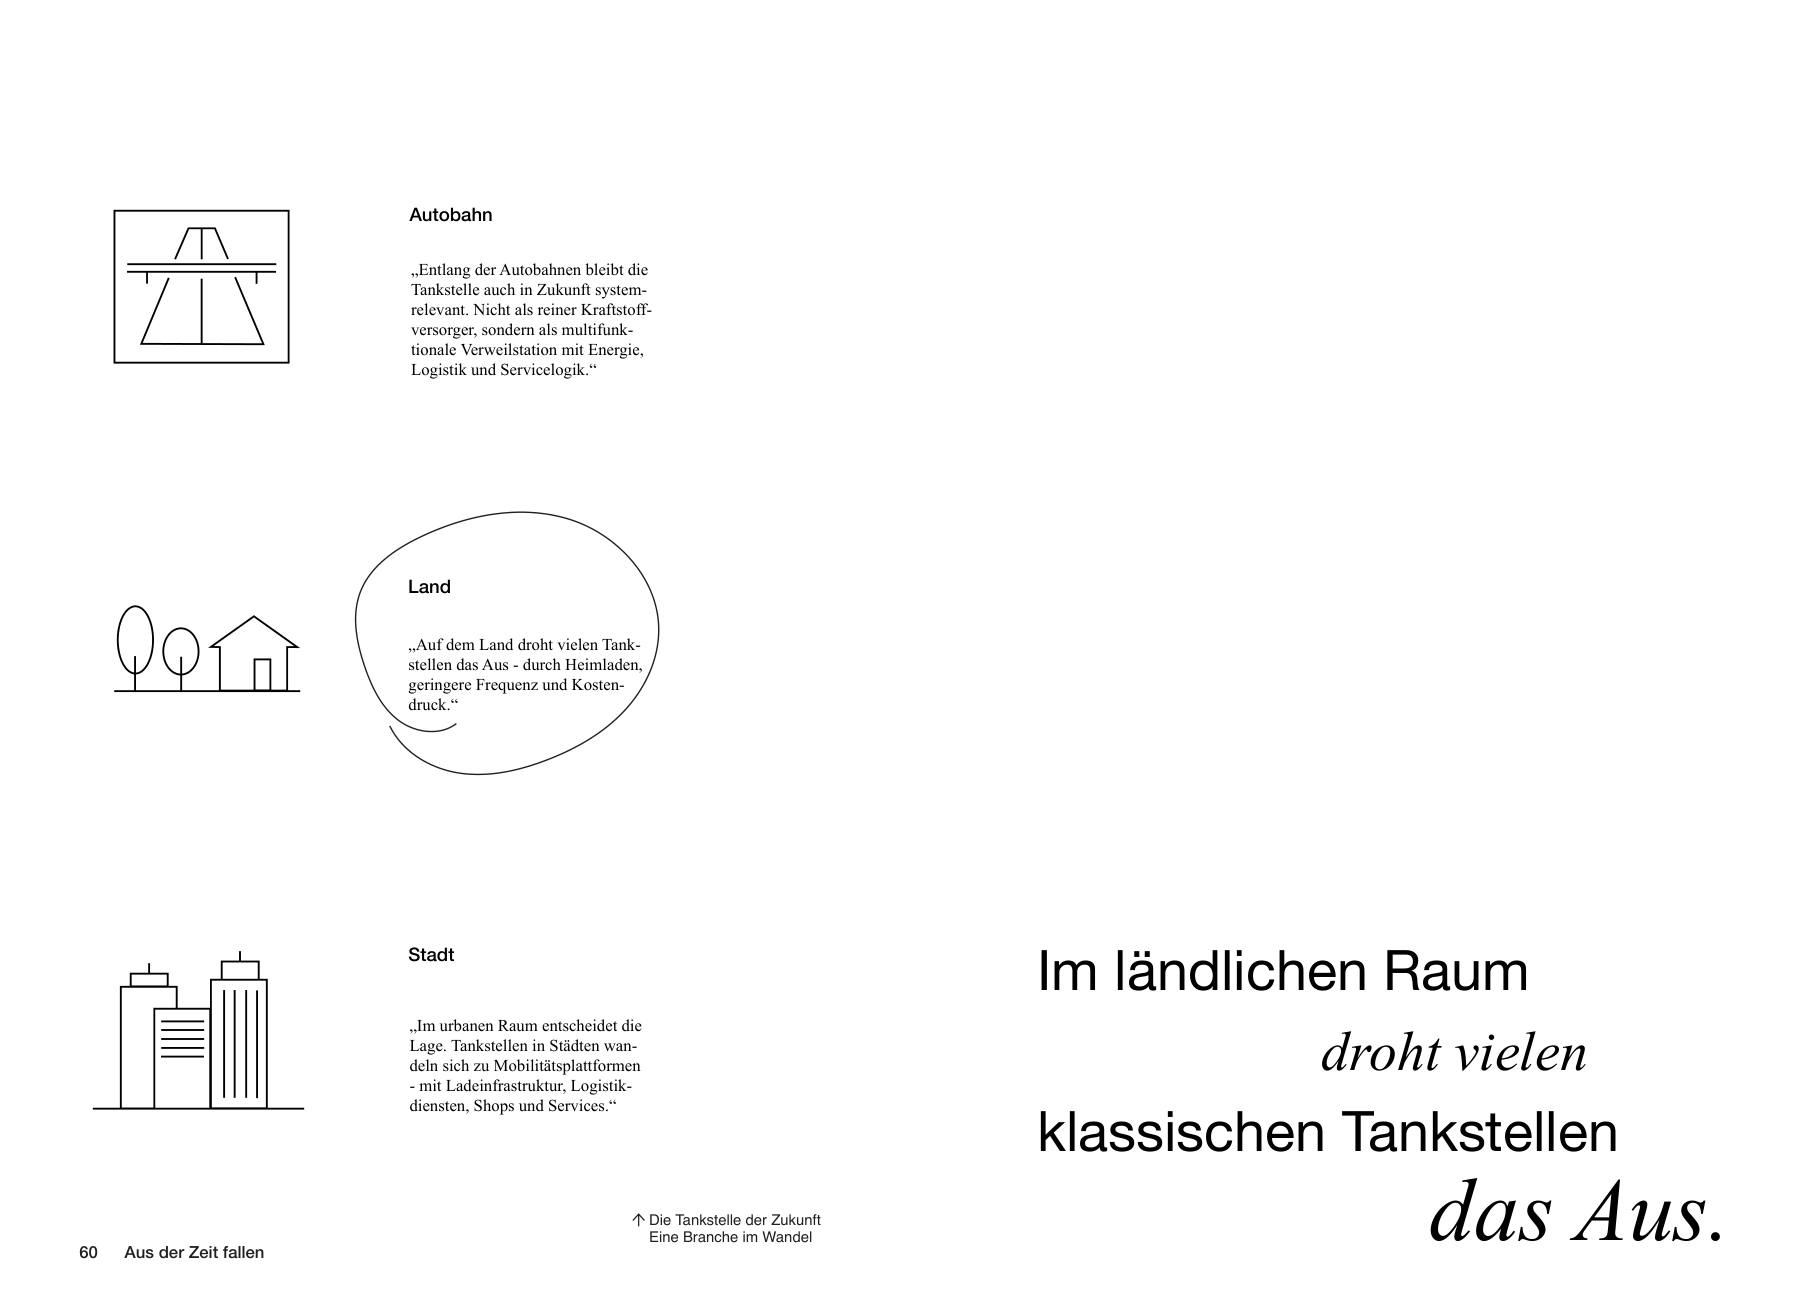 Autobahn
„Entlang der Autobahnen bleibt die
Tankstelle auch in Zukunft system-
relevant. Nicht als reiner Kraftstoff-
versorger, sondern als multifunk-
tionale Verweilstation mit Energie,
Logistik und Servicelogik.“
Land
„Auf dem Land droht vielen Tank-
stellen das Aus - durch Heimladen,
geringere Frequenz und Kosten-
druck.“
Stadt
„Im urbanen Raum entscheidet die
Lage. Tankstellen in Städten wan-
deln sich zu Mobilitätsplattformen
- mit Ladeinfrastruktur, Logistik-
diensten, Shops und Services.“
↑ Die Tankstelle der Zukunft
Eine Branche im Wandel
60 Aus der Zeit fallen
Im ländlichen Raum
droht vielen
klassischen Tankstellen
das Aus.